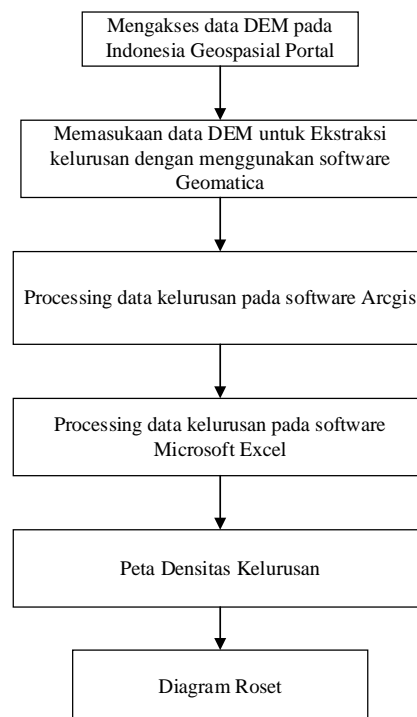 Mengakses data DEM pada
Indonesia Geospasial Portal
Memasukaan data DEM untuk Ekstraksi
kelurusan dengan menggunakan software
Geomatica
Processing data kelurusan pada software Arcgis
Processing data kelurusan pada software
Microsoft Excel
Peta Densitas Kelurusan
Diagram Roset